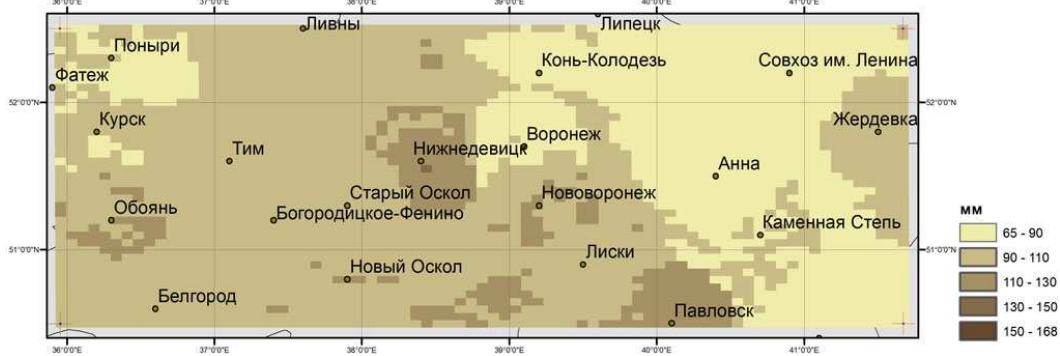 36°0'0"E 37°0'0"E 38°0'0"E 39°0'0"E 40°0'0"E 41°0'0"E
Ливны Липецк
Поныри Конь-Колодезь Совхоз им. Ленина
Фатеж
52°0'0"N 52°0'0"N
Курск Воронеж Жердевка
Тим Нижнедевицк Анна
Старый Оскол Нововоронеж
Обоянь Богородицкое-Фенино Каменная Степь
51°0'0"N 51°0'0"N
Новый Оскол Лиски
Белгород Павловск
36°0'0"E 37°0'0"E 38°0'0"E 39°0'0"E 40°0'0"E 41°0'0"E
мм
65 - 90
90 - 110
110 - 130
130 - 150
150 - 168